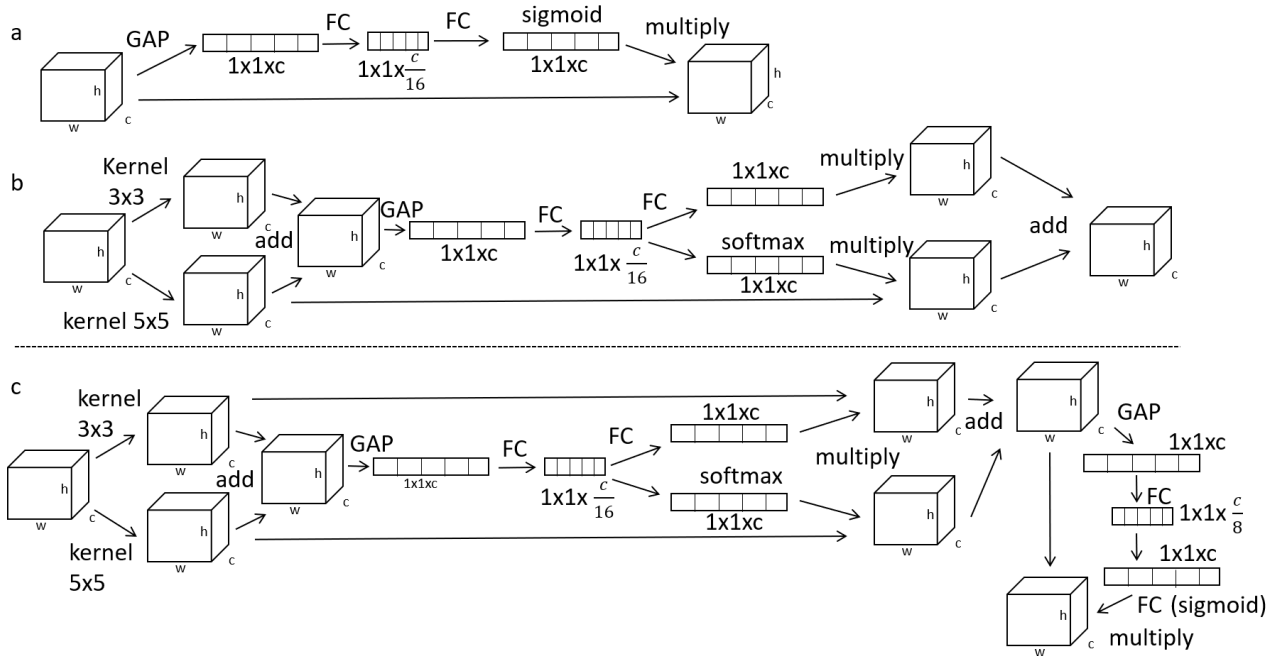 a
GAP
FC
FC
sigmoid
multiply
1x1xc
1x1x c/16
1x1xc
h
w
c
h
w
c
b
Kernel
3x3
kernel 5x5
h
w
c
h
w
c
h
w
c
add
h
w
c
GAP
1x1xc
FC
1x1x c/16
FC
1x1xc
softmax
1x1xc
multiply
multiply
h
w
c
h
w
c
add
h
w
c
c
kernel
3x3
kernel
5x5
h
w
c
h
w
c
h
w
c
add
h
w
c
GAP
1x1xc
FC
1x1x c/16
FC
1x1xc
softmax
1x1xc
multiply
h
w
c
h
w
c
add
h
w
c
GAP
1x1xc
FC
1x1x c/8
1x1xc
FC (sigmoid)
multiply
h
w
c